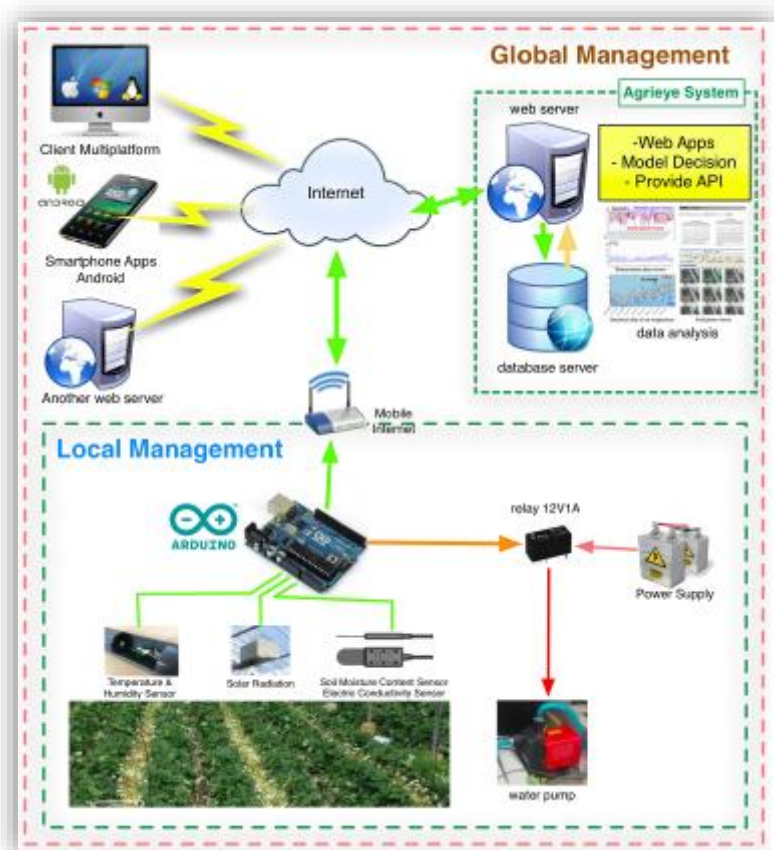 Global Management
Agrieye System
web server
-Web Apps
- Model Decision
- Provide API
Client Multiplatform
Internet
ANDROID
Smartphone Apps
Android
data analysis
database server
Another web server
Mobile
Internet
Local Management
ARDUINO
relay 12V1A
Power Supply
Temperature &
Humidity Sensor
Solar Radiation
Soil Moisture Content Sensor
Electric Conductivity Sensor
water pump